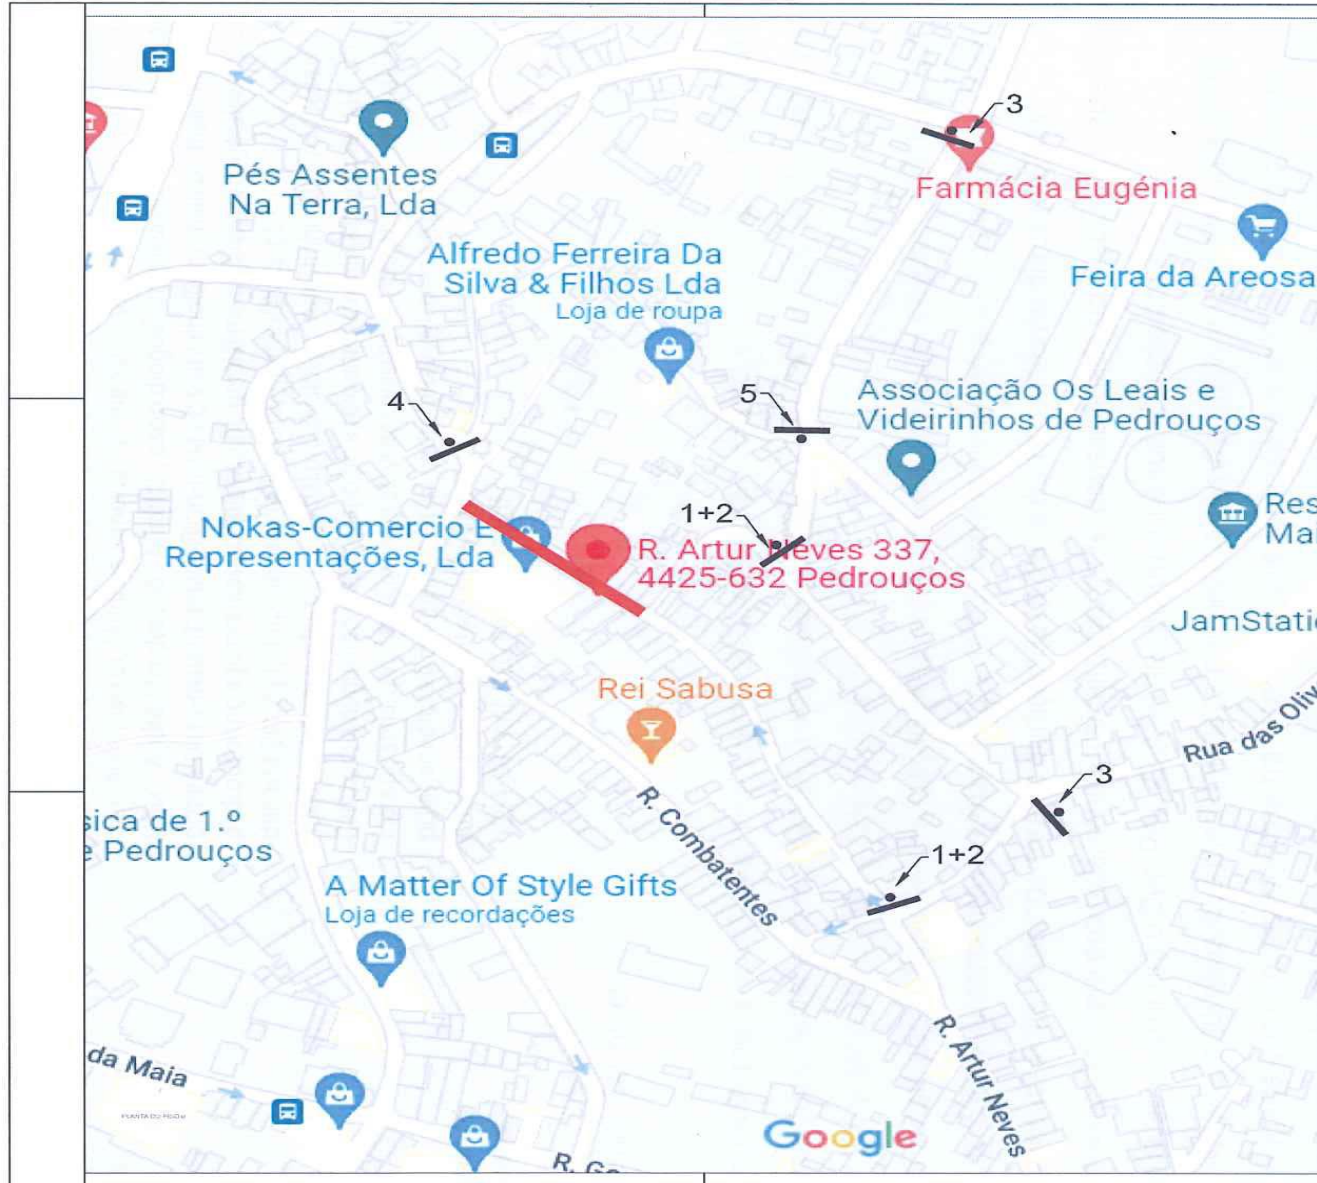 3
Pés Assentes
Na Terra, Lda
Farmácia Eugénia
Alfredo Ferreira Da
Silva & Filhos Lda
Loja de roupa
Feira da Areosa
4
5
Associação Os Leais e
Videirinhos de Pedrouços
Nokas-Comercio E
Representações, Lda
1+2
R. Artur Neves 337,
4425-632 Pedrouços
Res
Mai
JamStati
Rei Sabusa
Rua das Oliv
3
R. Combatentes
sica de 1.º
e Pedrouços
1+2
A Matter Of Style Gifts
Loja de recordações
R. Artur Neves
da Maia
Google
R. Go